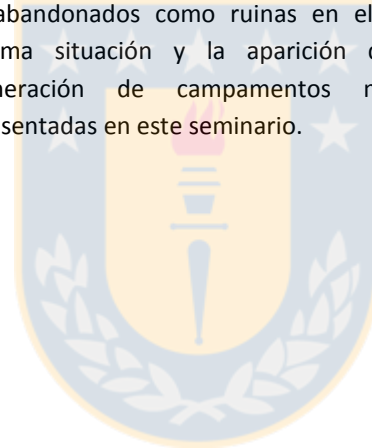 abandonados como ruinas en el
ma situación y la aparición
neración de campamentos
sentadas en este seminario.